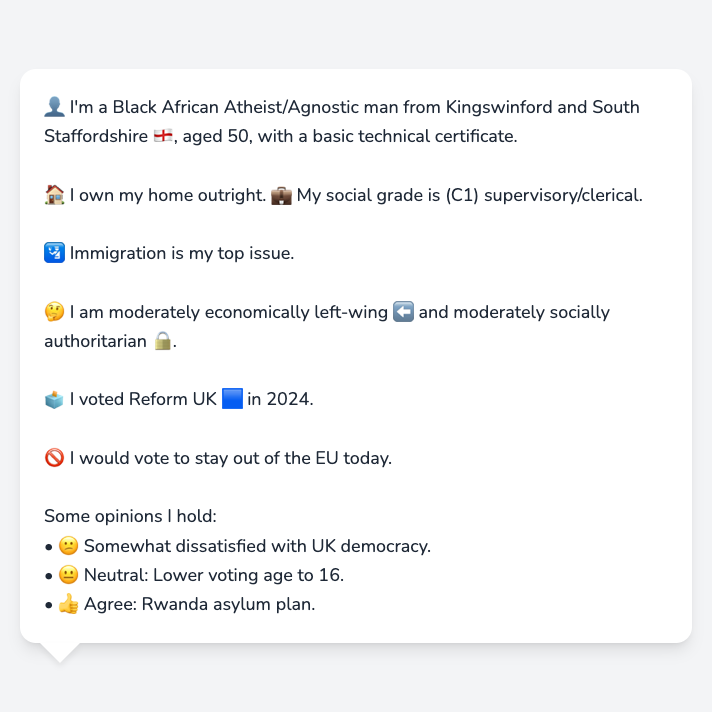 👤 I'm a Black African Atheist/Agnostic man from Kingswinford and South
Staffordshire 🏴󠁧󠁢󠁥󠁮󠁧󠁿, aged 50, with a basic technical certificate.
🏠 I own my home outright. 💼 My social grade is (C1) supervisory/clerical.
🛂 Immigration is my top issue.
🤔 I am moderately economically left-wing ⬅️ and moderately socially
authoritarian 🔒.
🗳️ I voted Reform UK 🟦 in 2024.
🚫 I would vote to stay out of the EU today.
Some opinions I hold:
• 😕 Somewhat dissatisfied with UK democracy.
• 😐 Neutral: Lower voting age to 16.
• 👍 Agree: Rwanda asylum plan.